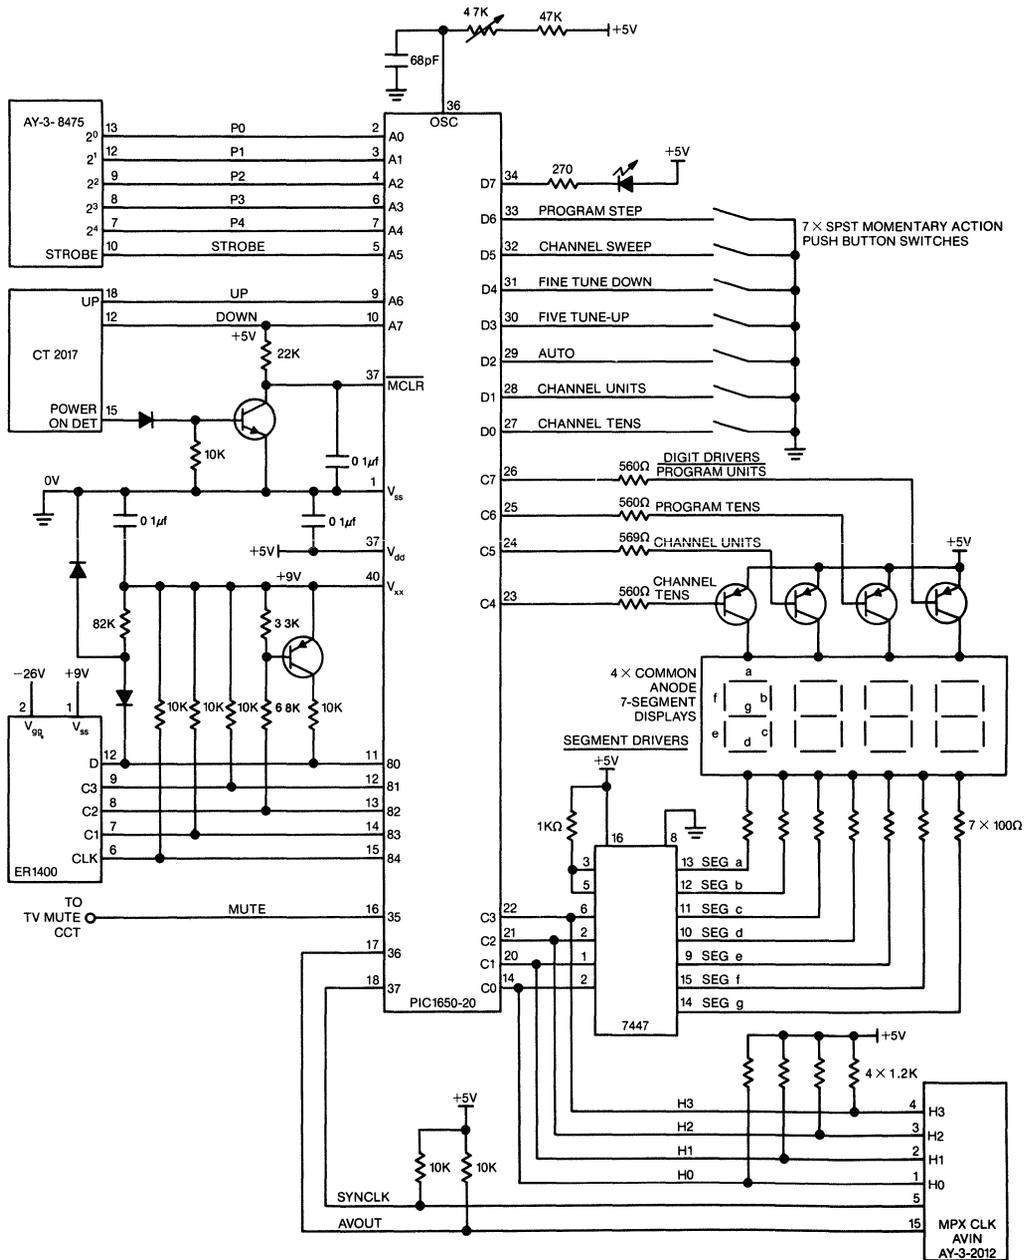 4 7K
47K
+5V
68pF
36
OSC
AY-3- 8475
2⁰ 13 P0 2 A0
2¹ 12 P1 3 A1
2² 9 P2 4 A2
2³ 8 P3 6 A3
2⁴ 7 P4 7 A4
STROBE 10 STROBE 5 A5
UP 18 UP 9 A6
12 DOWN 10 A7
CT 2017
+5V
22K
37 MCLR
POWER
ON DET
15
10K
0 1µf
0V
1 Vss
0 1µf
0 1µf
+5V
37 Vdd
+9V
40 Vxx
82K
3 3K
−26V
+9V
2
1
Vgg
Vss
10K
10K
10K
6 8K
10K
D 12 11 80
C3 9 12 81
C2 8 13 82
C1 7 14 83
CLK 6 15 84
ER1400
TO
TV MUTE
CCT
MUTE
16 35
17 36
18 37
PIC1650-20
D7 34 270 +5V
D6 33 PROGRAM STEP
7 × SPST MOMENTARY ACTION
PUSH BUTTON SWITCHES
D5 32 CHANNEL SWEEP
D4 31 FINE TUNE DOWN
D3 30 FIVE TUNE-UP
D2 29 AUTO
D1 28 CHANNEL UNITS
D0 27 CHANNEL TENS
DIGIT DRIVERS
C7 26 560Ω PROGRAM UNITS
C6 25 560Ω PROGRAM TENS
C5 24 569Ω CHANNEL UNITS
+5V
C4 23 560Ω CHANNEL
TENS
4 × COMMON
ANODE
7-SEGMENT
DISPLAYS
a
f b
g
e c
d
SEGMENT DRIVERS
+5V
1KΩ
16
8
7 × 100Ω
3 13 SEG a
5 12 SEG b
C3 22 6 11 SEG c
C2 21 2 10 SEG d
C1 20 1 9 SEG e
C0 14 2 15 SEG f
14 SEG g
7447
+5V
4 × 1.2K
H3 4 H3
H2 3 H2
H1 2 H1
H0 1 H0
+5V
10K
10K
SYNCLK 5
AVOUT 15
MPX CLK
AVIN
AY-3-2012